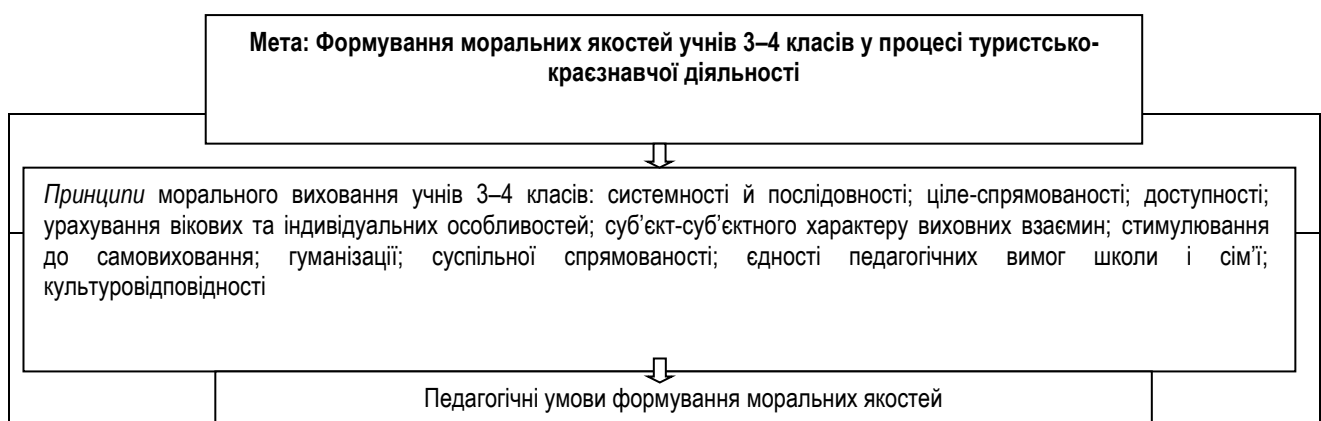 Мета: Формування моральних якостей учнів 3–4 класів у процесі туристсько-
краєзнавчої діяльності
Принципи морального виховання учнів 3–4 класів: системності й послідовності; ціле-спрямованості; доступності;
урахування вікових та індивідуальних особливостей; суб’єкт-суб’єктного характеру виховних взаємин; стимулювання
до самовиховання; гуманізації; суспільної спрямованості; єдності педагогічних вимог школи і сім’ї;
культуровідповідності
Педагогічні умови формування моральних якостей